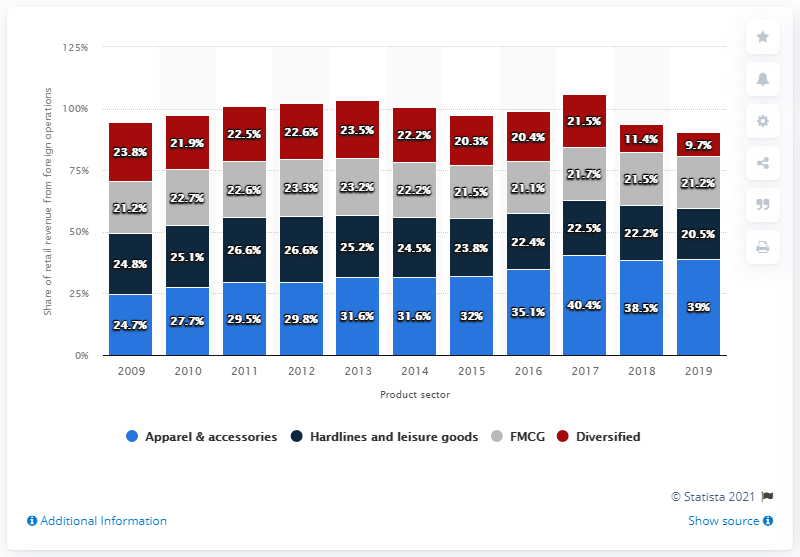 Share of retail revenue from foreign operations
125%
100%
75%
50%
25%
0%
23.8% 21.9% 22.5% 22.6% 23.5% 22.2% 20.3% 20.4% 21.5% 11.4% 9.7%
21.2% 22.7% 22.6% 23.3% 23.2% 22.2% 21.5% 21.1% 21.7% 21.5% 21.2%
24.8% 25.1% 26.6% 26.6% 25.2% 24.5% 23.8% 22.4% 22.5% 22.2% 20.5%
24.7% 27.7% 29.5% 29.8% 31.6% 31.6% 32% 35.1% 40.4% 38.5% 39%
2009 2010 2011 2012 2013 2014 2015 2016 2017 2018 2019
Product sector
Apparel & accessories Hardlines and leisure goods FMCG Diversified
© Statista 2021
Additional Information Show source